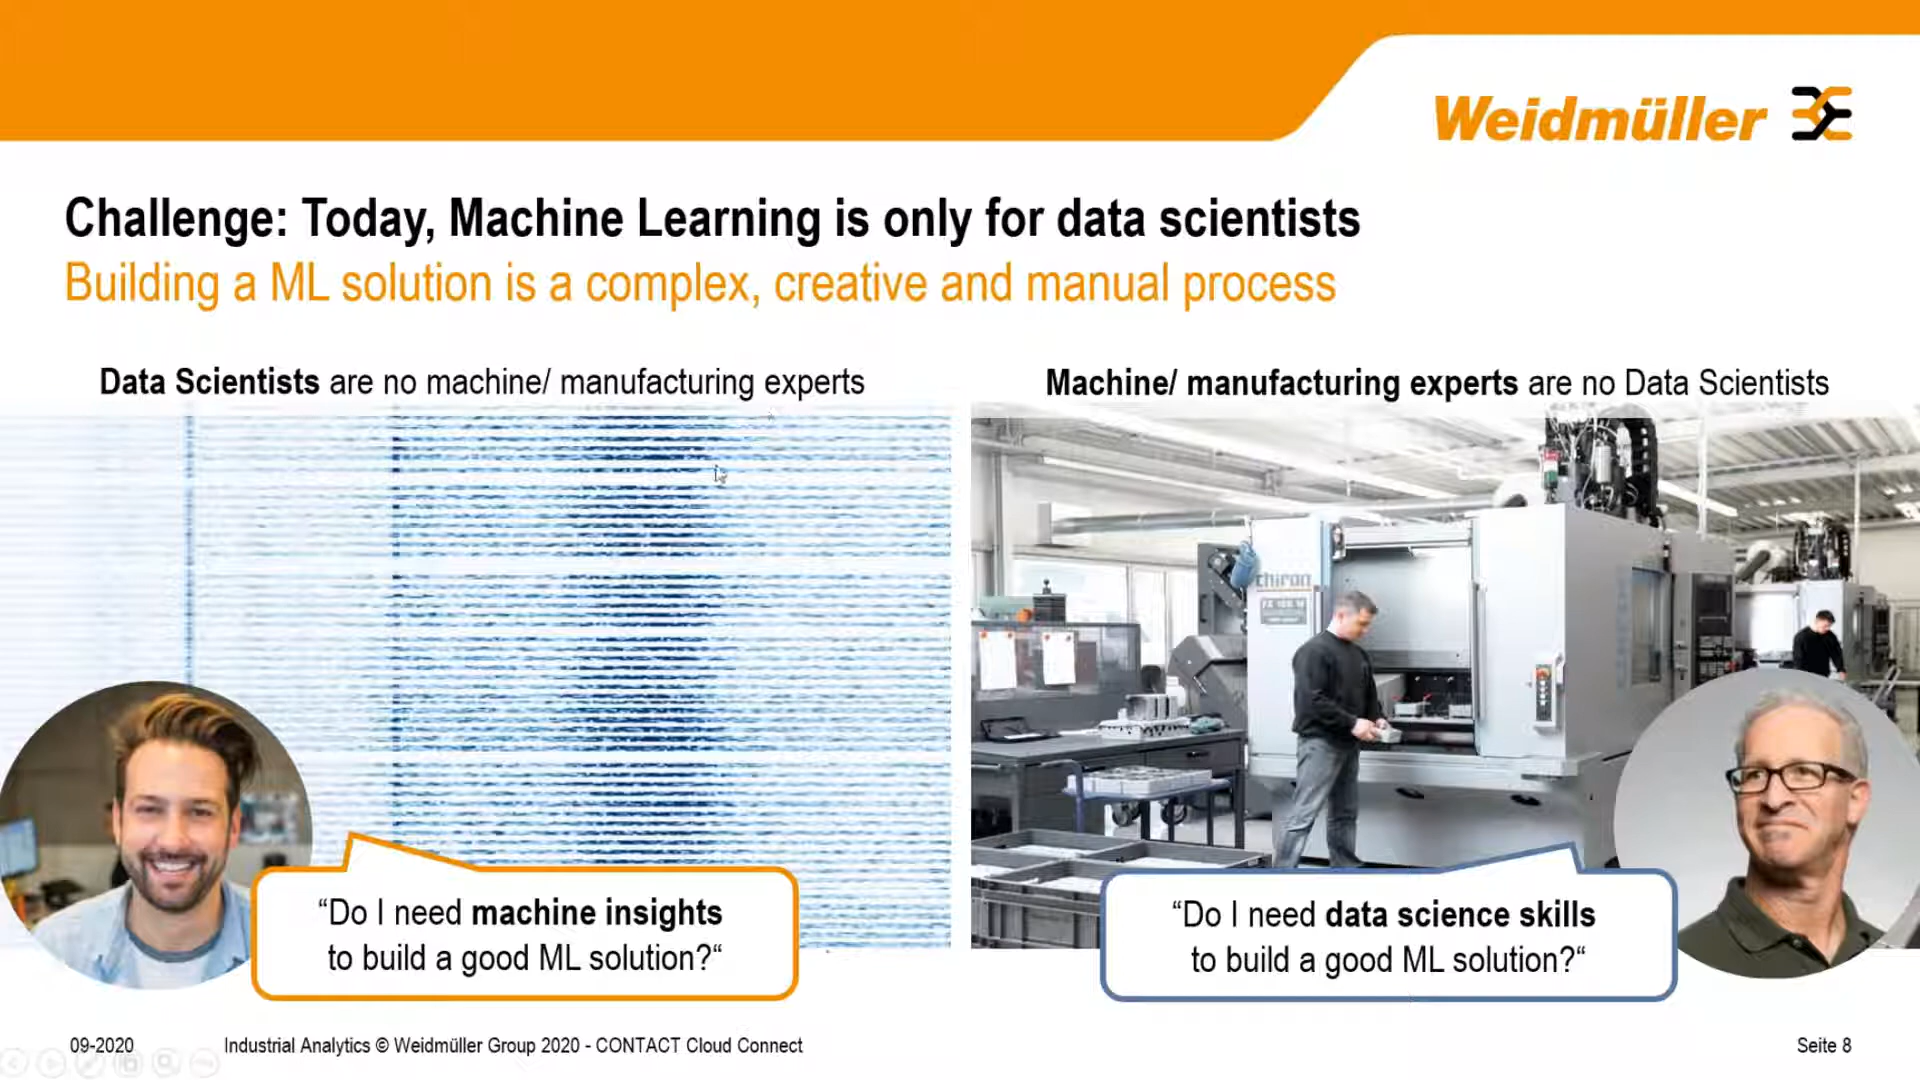 Weidmüller
Challenge: Today, Machine Learning is only for data scientists
Building a ML solution is a complex, creative and manual process
Data Scientists are no machine/ manufacturing experts
Machine/ manufacturing experts are no Data Scientists
chiron
“Do I need machine insights
to build a good ML solution?“
“Do I need data science skills
to build a good ML solution?“
09-2020
Industrial Analytics © Weidmüller Group 2020 - CONTACT Cloud Connect
Seite 8